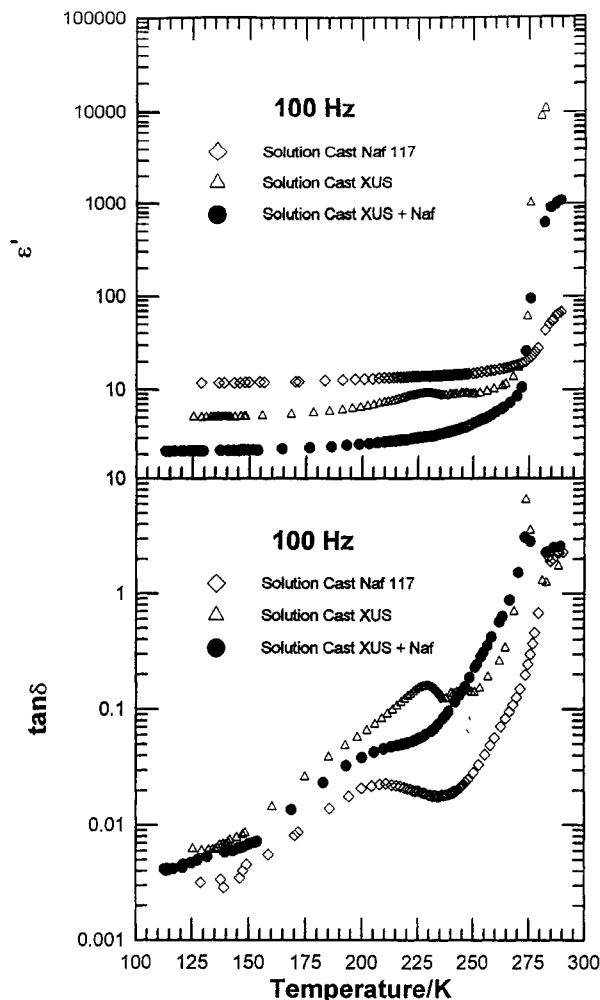 100000
10000
1000
100
10
ε'
100 Hz
Solution Cast Naf 117
Solution Cast XUS
Solution Cast XUS + Naf
10
1
0.1
0.01
0.001
tanδ
100 Hz
Solution Cast Naf 117
Solution Cast XUS
Solution Cast XUS + Naf
100 125 150 175 200 225 250 275 300
Temperature/K